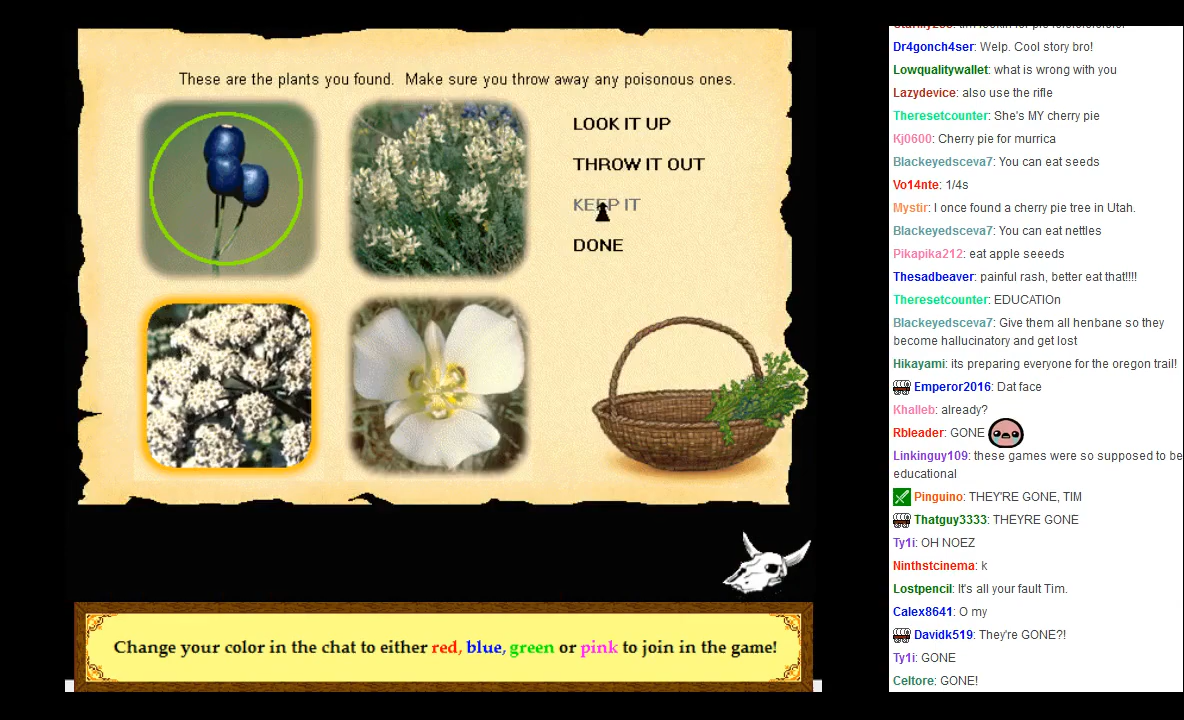 These are the plants you found. Make sure you throw away any poisonous ones.
LOOK IT UP
THROW IT OUT
KEEP IT
DONE
Change your color in the chat to either red, blue, green or pink to join in the game!
Dr4gonch4ser: Welp. Cool story bro!
Lowqualitywallet: what is wrong with you
Lazydevice: also use the rifle
Theresetcounter: She's MY cherry pie
Kj0600: Cherry pie for murrica
Blackeyedsceva7: You can eat seeds
Vo14nte: 1/4s
Mystir: I once found a cherry pie tree in Utah.
Blackeyedsceva7: You can eat nettles
Pikapika212: eat apple seeeds
Thesadbeaver: painful rash, better eat that!!!!
Theresetcounter: EDUCATIOn
Blackeyedsceva7: Give them all henbane so they
become hallucinatory and get lost
Hikayami: its preparing everyone for the oregon trail!
Emperor2016: Dat face
Khalleb: already?
Rbleader: GONE
Linkinguy109: these games were so supposed to be
educational
Pinguino: THEY'RE GONE, TIM
Thatguy3333: THEYRE GONE
Ty1i: OH NOEZ
Ninthstcinema: k
Lostpencil: It's all your fault Tim.
Calex8641: O my
Davidk519: They're GONE?!
Ty1i: GONE
Celtore: GONE!